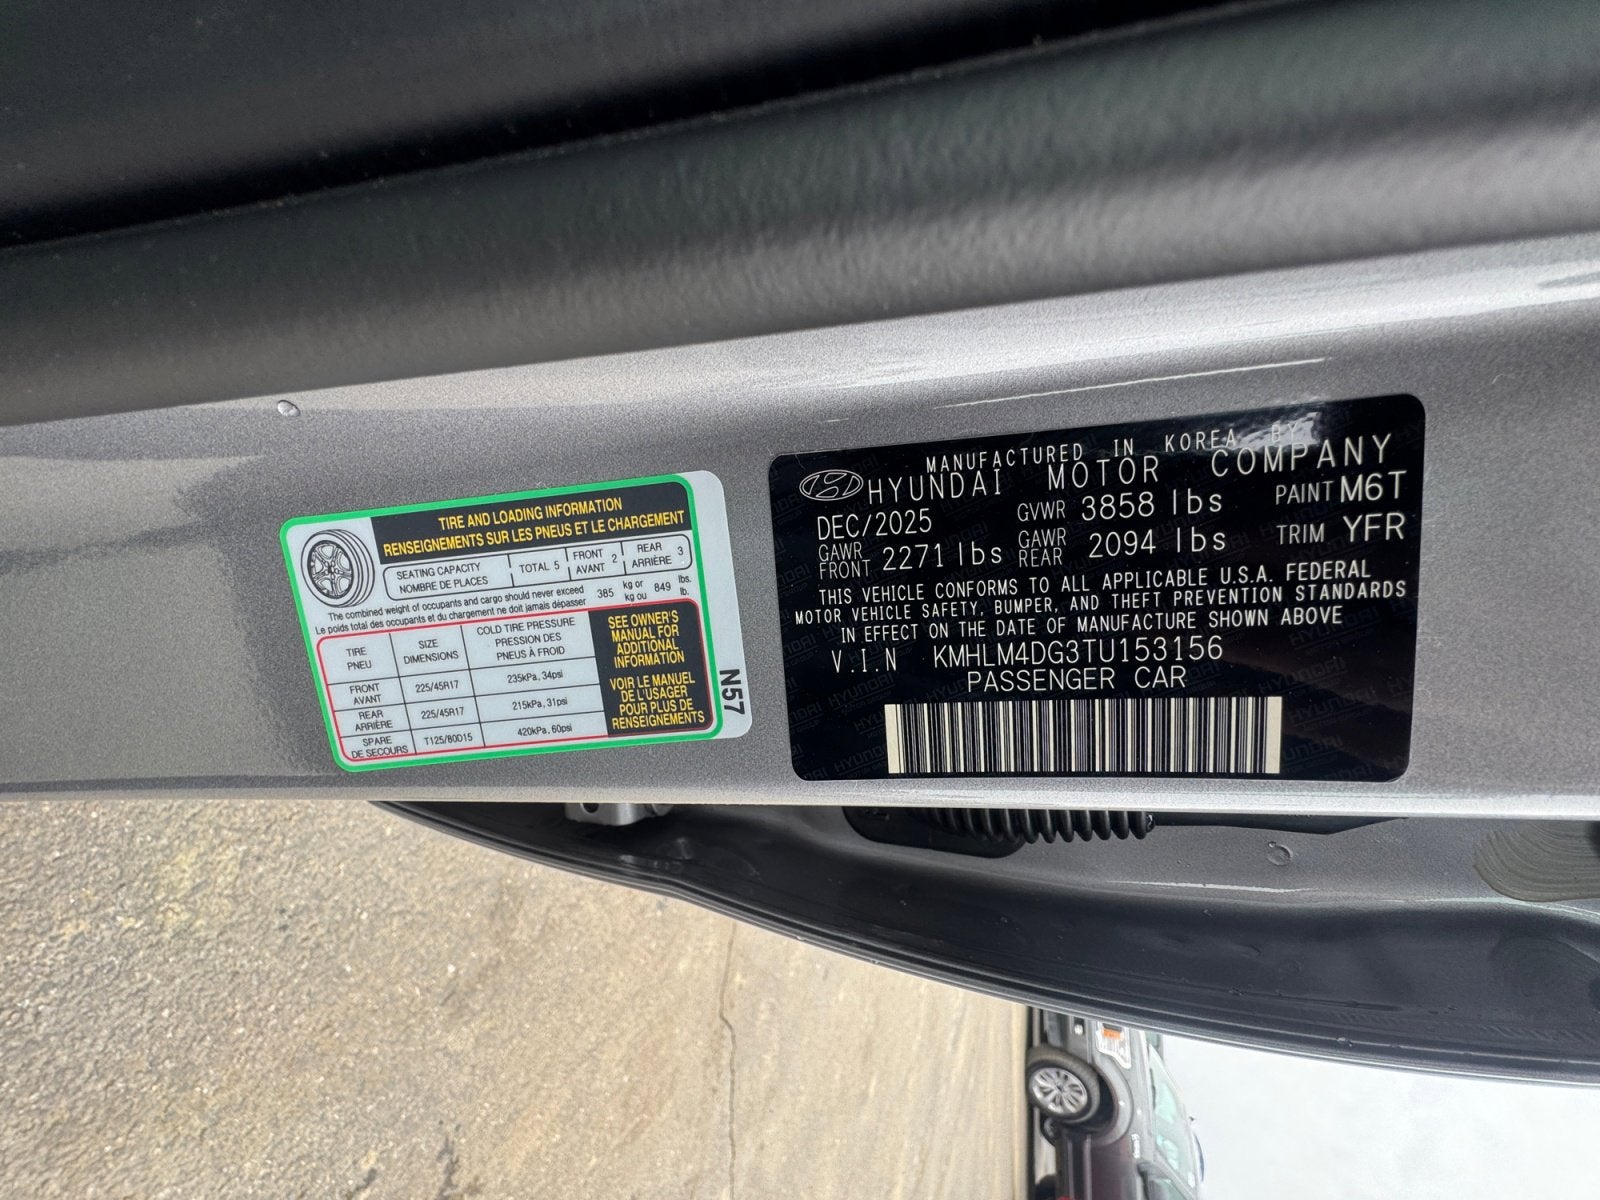 TIRE AND LOADING INFORMATION
RENSEIGNEMENTS SUR LES PNEUS ET LE CHARGEMENT
SEATING CAPACITY
NOMBRE DE PLACES
TOTAL 5
FRONT
AVANT 2
REAR
ARRIÈRE 3
The combined weight of occupants and cargo should never exceed
Le poids total des occupants et du chargement ne doit jamais dépasser
385 kg or 849 lbs.
kg ou lb.
TIRE
PNEU
SIZE
DIMENSIONS
COLD TIRE PRESSURE
PRESSION DES
PNEUS À FROID
FRONT
AVANT
225/45R17
235kPa, 34psi
REAR
ARRIÈRE
225/45R17
215kPa, 31psi
SPARE
DE SECOURS
T125/80D15
420kPa, 60psi
SEE OWNER'S
MANUAL FOR
ADDITIONAL
INFORMATION
VOIR LE MANUEL
DE L'USAGER
POUR PLUS DE
RENSEIGNEMENTS
N57
MANUFACTURED IN KOREA BY
HYUNDAI MOTOR COMPANY
DEC/2025 GVWR 3858 lbs PAINT M6T
GAWR FRONT 2271 lbs GAWR REAR 2094 lbs TRIM YFR
THIS VEHICLE CONFORMS TO ALL APPLICABLE U.S.A. FEDERAL
MOTOR VEHICLE SAFETY, BUMPER, AND THEFT PREVENTION STANDARDS
IN EFFECT ON THE DATE OF MANUFACTURE SHOWN ABOVE
V.I.N KMHLM4DG3TU153156
PASSENGER CAR